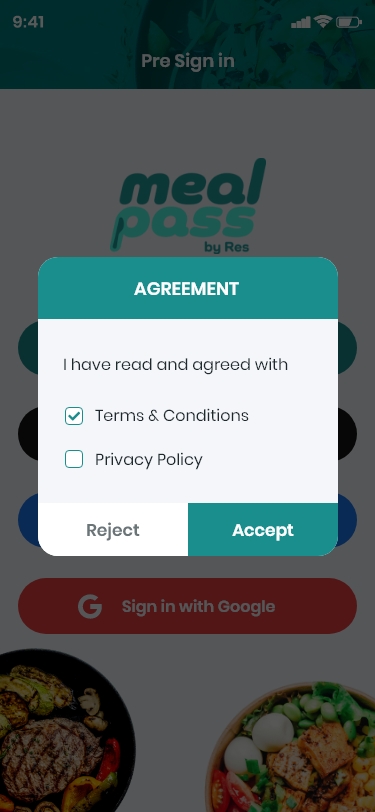 9:41
Pre Sign in
meal
pass
by Res
AGREEMENT
I have read and agreed with
Terms & Conditions
Privacy Policy
Reject
Accept
G
Sign in with Google